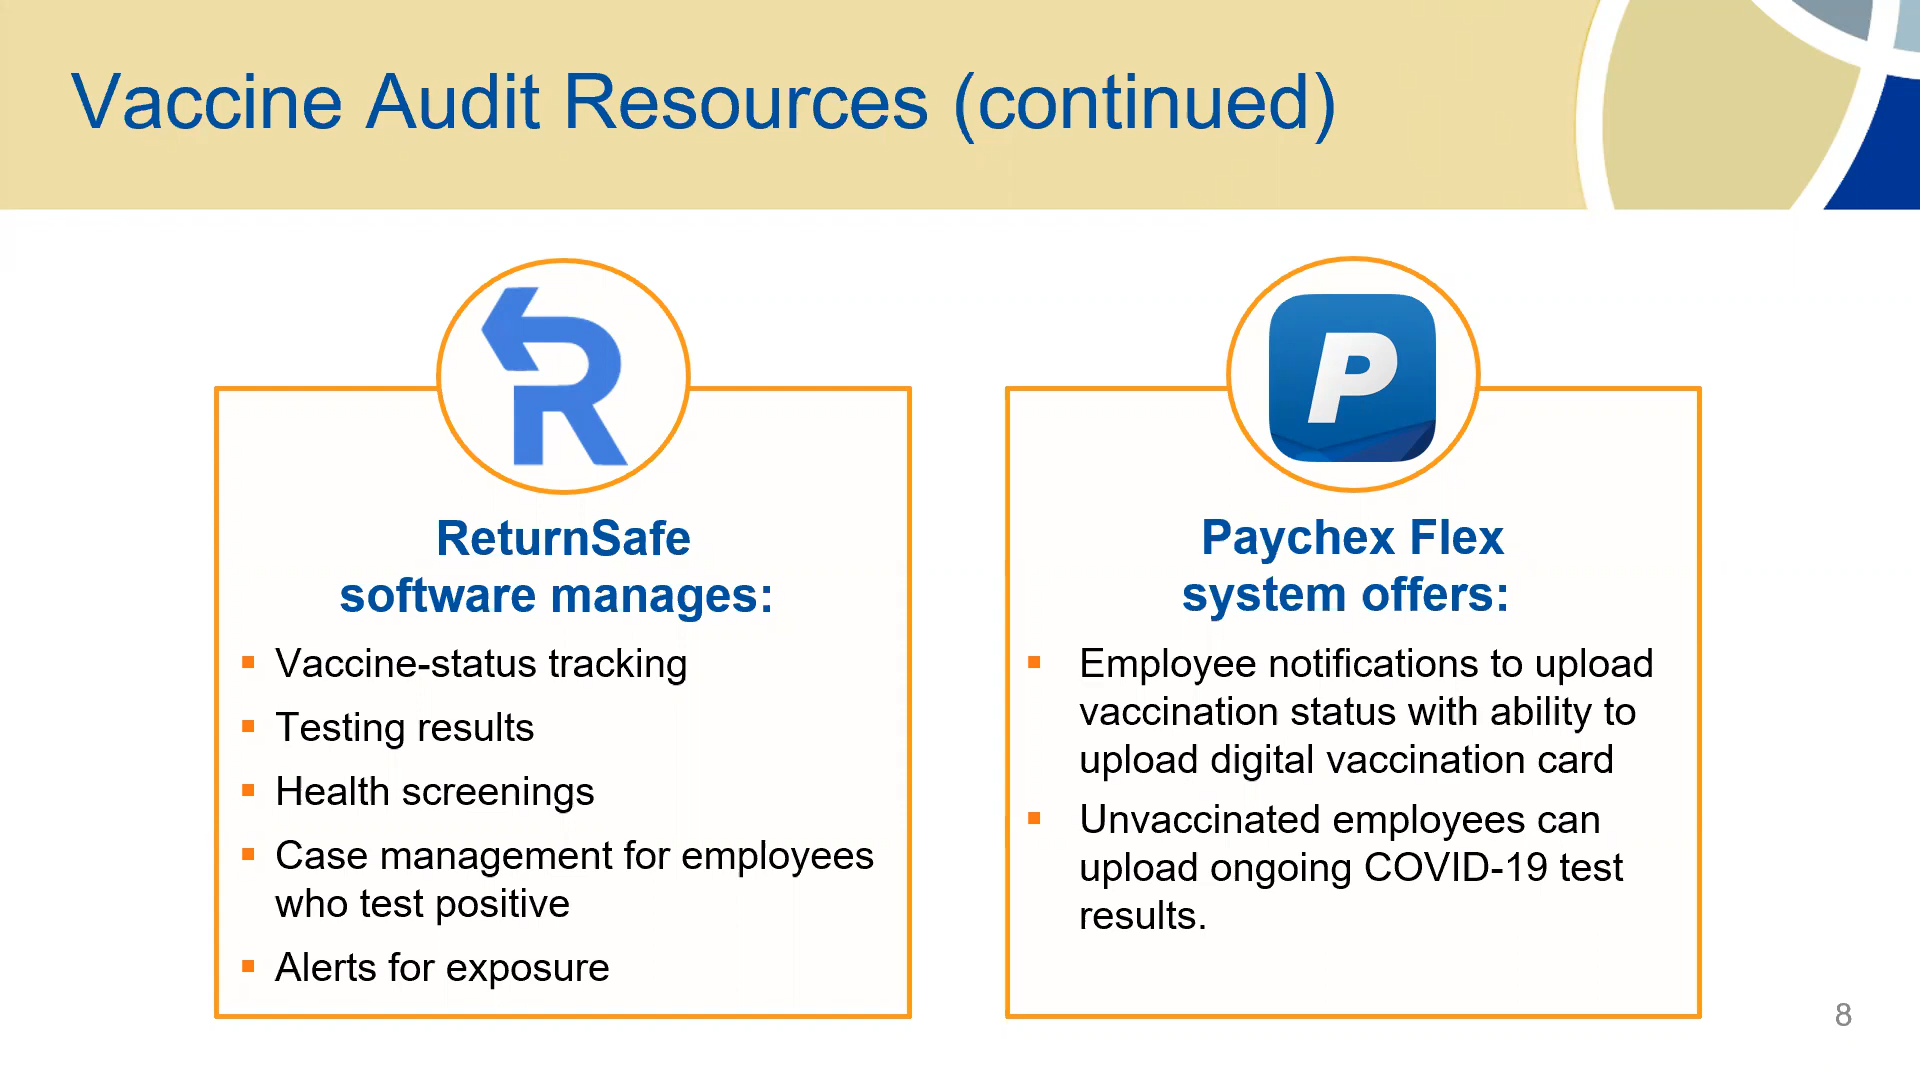 Vaccine Audit Resources (continued)
R
ReturnSafe
software manages:
Vaccine-status tracking
Testing results
Health screenings
Case management for employees
who test positive
Alerts for exposure
P
Paychex Flex
system offers:
Employee notifications to upload
vaccination status with ability to
upload digital vaccination card
Unvaccinated employees can
upload ongoing COVID-19 test
results.
8